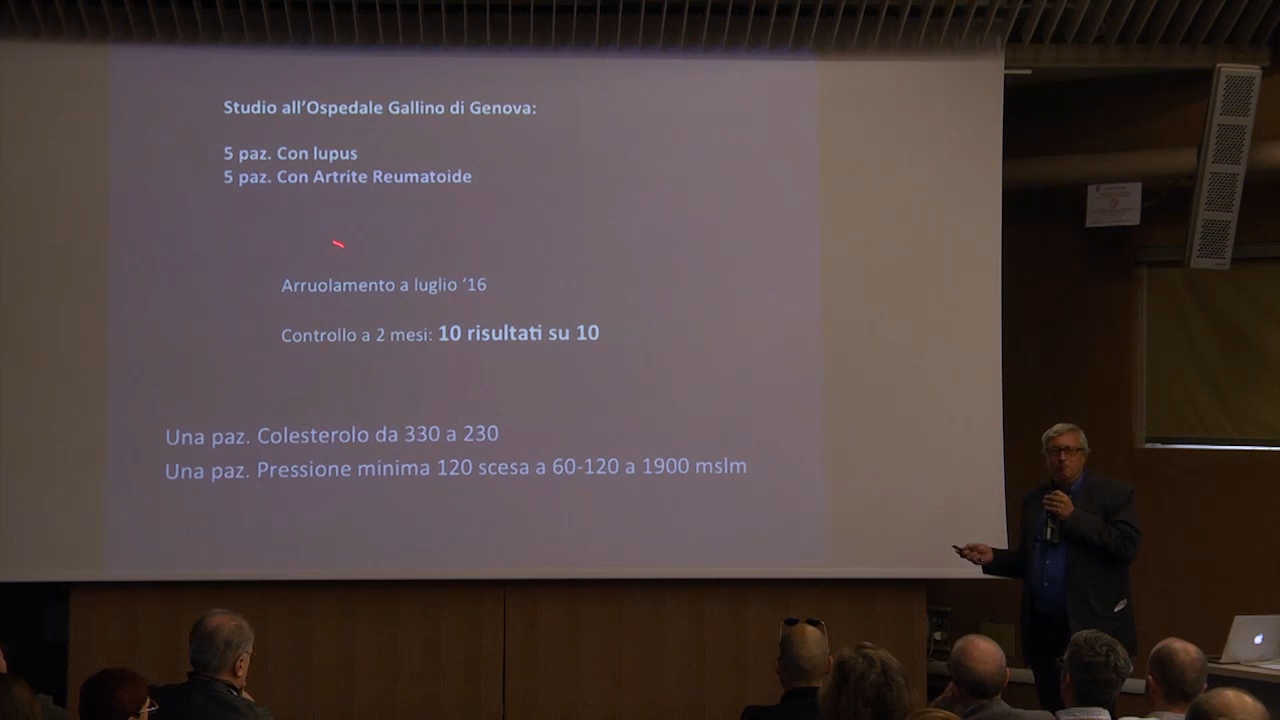 Studio all’Ospedale Gallino di Genova:
5 paz. Con lupus
5 paz. Con Artrite Reumatoide
Arruolamento a luglio ‘16
Controllo a 2 mesi: 10 risultati su 10
Una paz. Colesterolo da 330 a 230
Una paz. Pressione minima 120 scesa a 60-120 a 1900 mslm